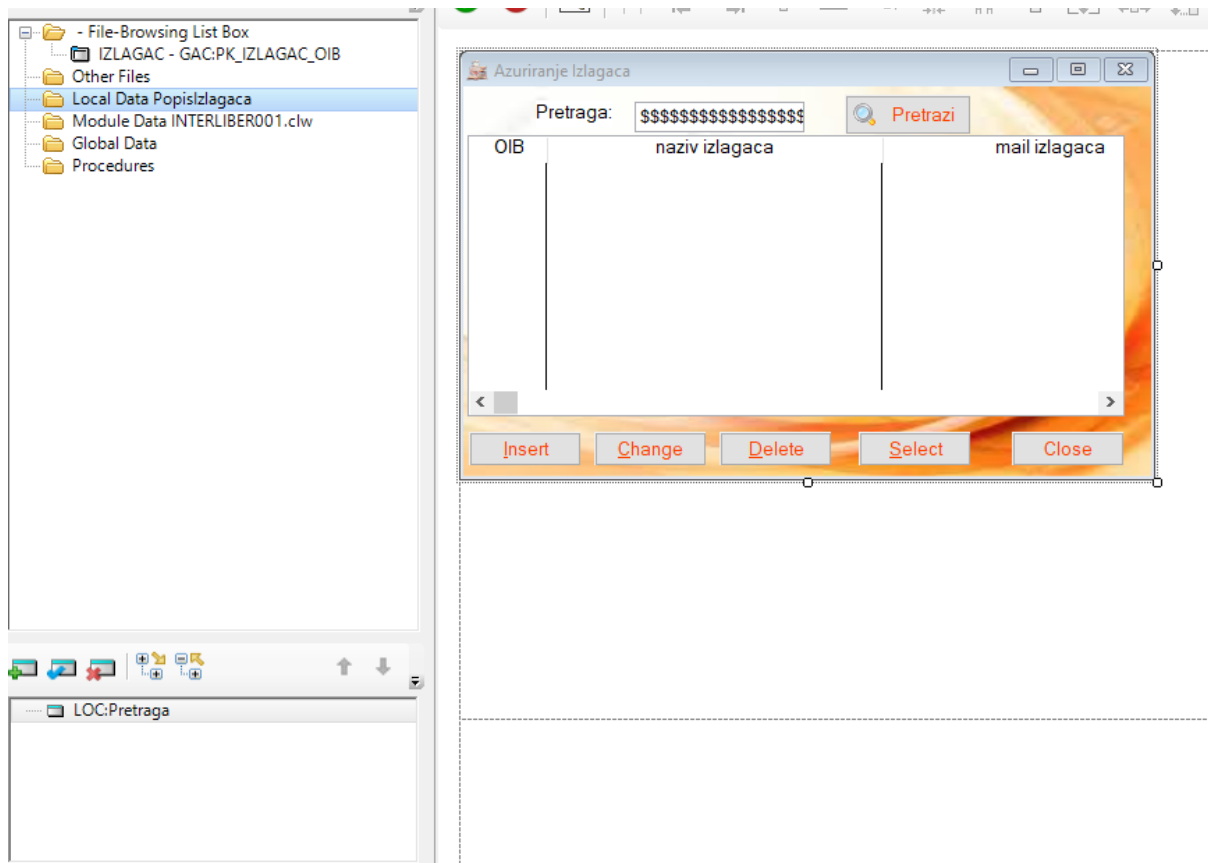 - File-Browsing List Box
IZLAGAC - GAC:PK_IZLAGAC_OIB
Other Files
Local Data PopisIzlagaca
Module Data INTERLIBER001.clw
Global Data
Procedures
LOC:Pretraga
Azuriranje Izlagaca
Pretraga: $$$$$$$$$$$$$$$$$ Pretrazi
OIB naziv izlagaca mail izlagaca
Insert Change Delete Select Close